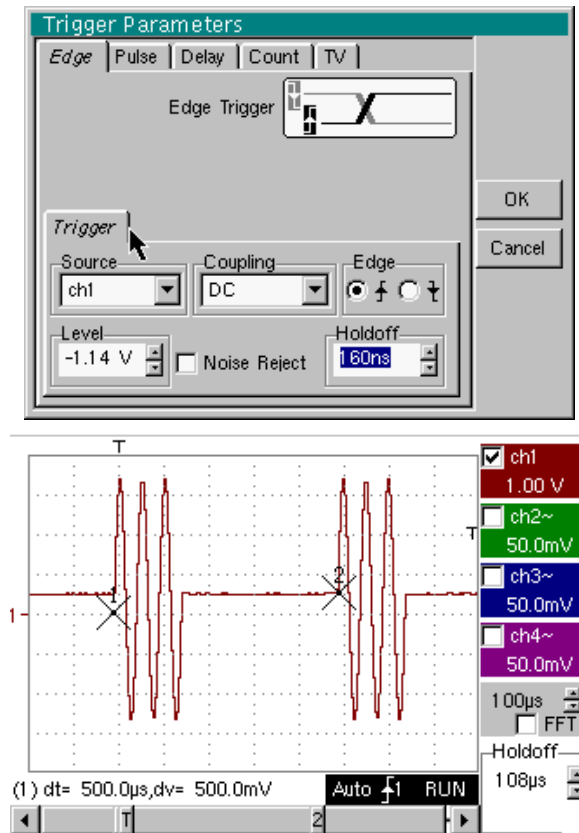 Trigger Parameters
Edge Pulse Delay Count TV
Edge Trigger
OK
Trigger
Cancel
Source Coupling Edge
ch1 DC
Level Holdoff
-1.14 V Noise Reject 160ns
T
ch1
1.00 V
ch2~
T
50.0mV
2
ch3~
1
50.0mV
1
ch4~
50.0mV
100µs
FFT
Holdoff
(1) dt= 500.0µs,dv= 500.0mV Auto 1 RUN 108µs
T 2